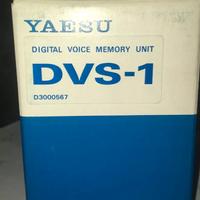 YAESU
DIGITAL VOICE MEMORY UNIT
DVS-1
D3000567